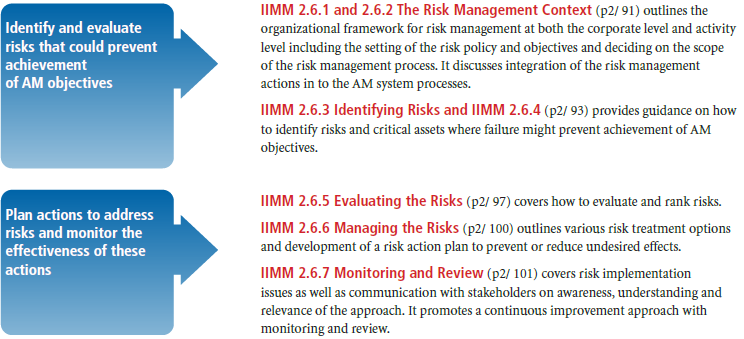 Identify and evaluate
risks that could prevent
achievement
of AM objectives
IIMM 2.6.1 and 2.6.2 The Risk Management Context (p2/ 91) outlines the
organizational framework for risk management at both the corporate level and activity
level including the setting of the risk policy and objectives and deciding on the scope
of the risk management process. It discusses integration of the risk management
actions in to the AM system processes.
IIMM 2.6.3 Identifying Risks and IIMM 2.6.4 (p2/ 93) provides guidance on how
to identify risks and critical assets where failure might prevent achievement of AM
objectives.
Plan actions to address
risks and monitor the
effectiveness of these
actions
IIMM 2.6.5 Evaluating the Risks (p2/ 97) covers how to evaluate and rank risks.
IIMM 2.6.6 Managing the Risks (p2/ 100) outlines various risk treatment options
and development of a risk action plan to prevent or reduce undesired effects.
IIMM 2.6.7 Monitoring and Review (p2/ 101) covers risk implementation
issues as well as communication with stakeholders on awareness, understanding and
relevance of the approach. It promotes a continuous improvement approach with
monitoring and review.